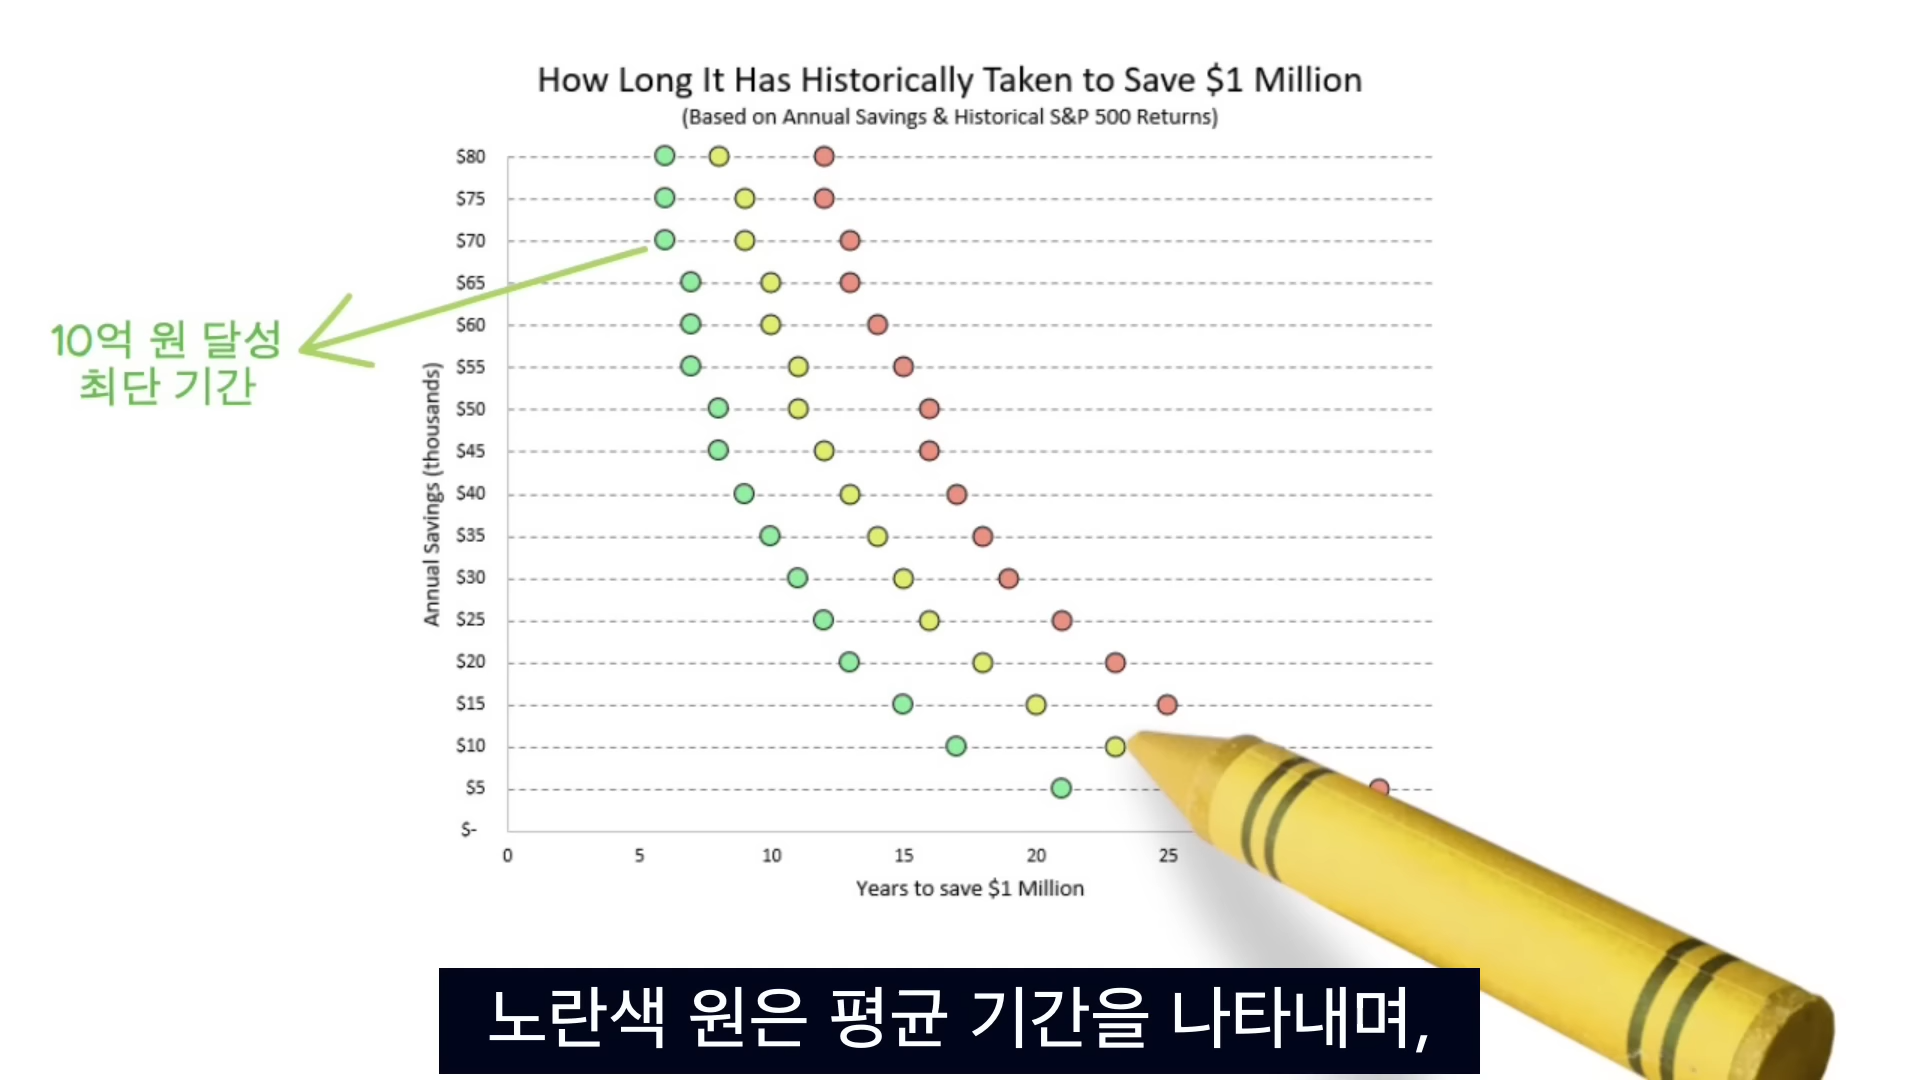 How Long It Has Historically Taken to Save $1 Million
(Based on Annual Savings & Historical S&P 500 Returns)
$80
$75
$70
$65
$60
$55
$50
$45
$40
$35
$30
$25
$20
$15
$10
$5
$-
Annual Savings (thousands)
10억 원 달성
최단 기간
0 5 10 15 20 25
Years to save $1 Million
노란색 원은 평균 기간을 나타내며,